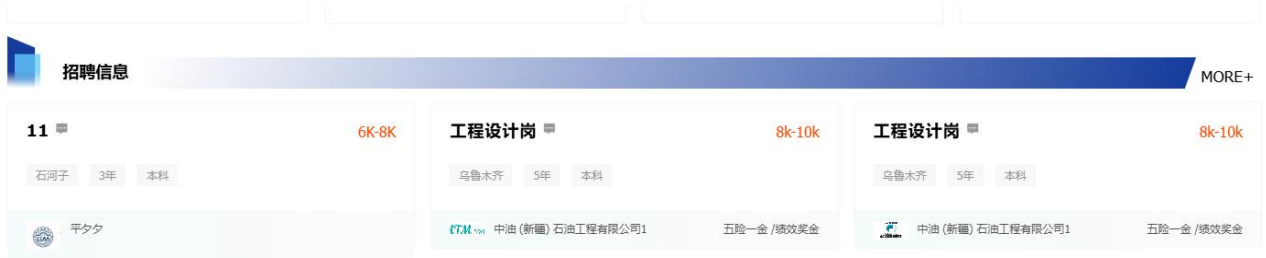 招聘信息
MORE+
11
6K-8K
石河子 3年 本科
平夕夕
工程设计岗
8k-10k
乌鲁木齐 5年 本科
中油 (新疆) 石油工程有限公司1 五险一金 /绩效奖金
工程设计岗
8k-10k
乌鲁木齐 5年 本科
中油 (新疆) 石油工程有限公司1 五险一金 /绩效奖金